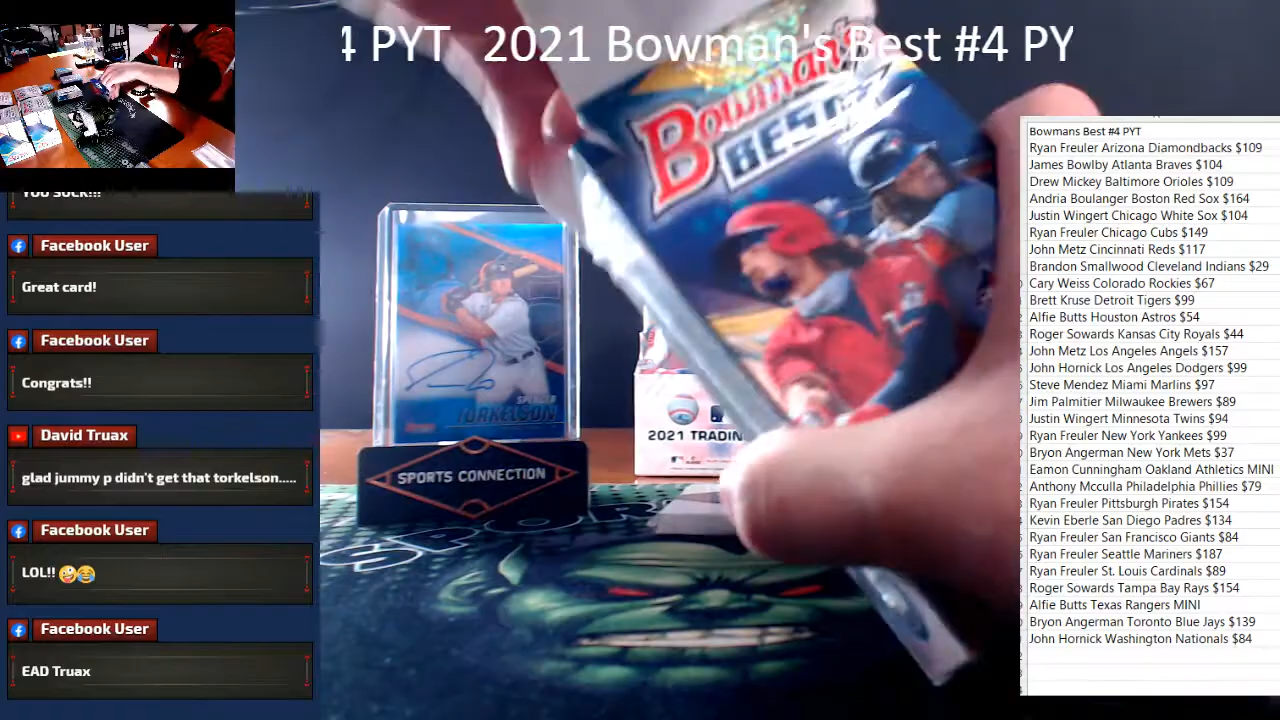 4 PYT 2021 Bowman's Best #4 PY
YOU SUCK!!!
Facebook User
Great card!
Facebook User
Congrats!!
David Truax
glad jummy p didn't get that torkelson.....
Facebook User
LOL!! 🤪😂
Facebook User
EAD Truax
Bowman's
BEST
SPENCER
TORKELSON
SPORTS CONNECTION
2021 TRADIN
Bowmans Best #4 PYT
Ryan Freuler Arizona Diamondbacks $109
James Bowlby Atlanta Braves $104
Drew Mickey Baltimore Orioles $109
Andria Boulanger Boston Red Sox $164
Justin Wingert Chicago White Sox $104
Ryan Freuler Chicago Cubs $149
John Metz Cincinnati Reds $117
Brandon Smallwood Cleveland Indians $29
Cary Weiss Colorado Rockies $67
Brett Kruse Detroit Tigers $99
Alfie Butts Houston Astros $54
Roger Sowards Kansas City Royals $44
John Metz Los Angeles Angels $157
John Hornick Los Angeles Dodgers $99
Steve Mendez Miami Marlins $97
Jim Palmitier Milwaukee Brewers $89
Justin Wingert Minnesota Twins $94
Ryan Freuler New York Yankees $99
Bryon Angerman New York Mets $37
Eamon Cunningham Oakland Athletics MINI
Anthony Mcculla Philadelphia Phillies $79
Ryan Freuler Pittsburgh Pirates $154
Kevin Eberle San Diego Padres $134
Ryan Freuler San Francisco Giants $84
Ryan Freuler Seattle Mariners $187
Ryan Freuler St. Louis Cardinals $89
Roger Sowards Tampa Bay Rays $154
Alfie Butts Texas Rangers MINI
Bryon Angerman Toronto Blue Jays $139
John Hornick Washington Nationals $84